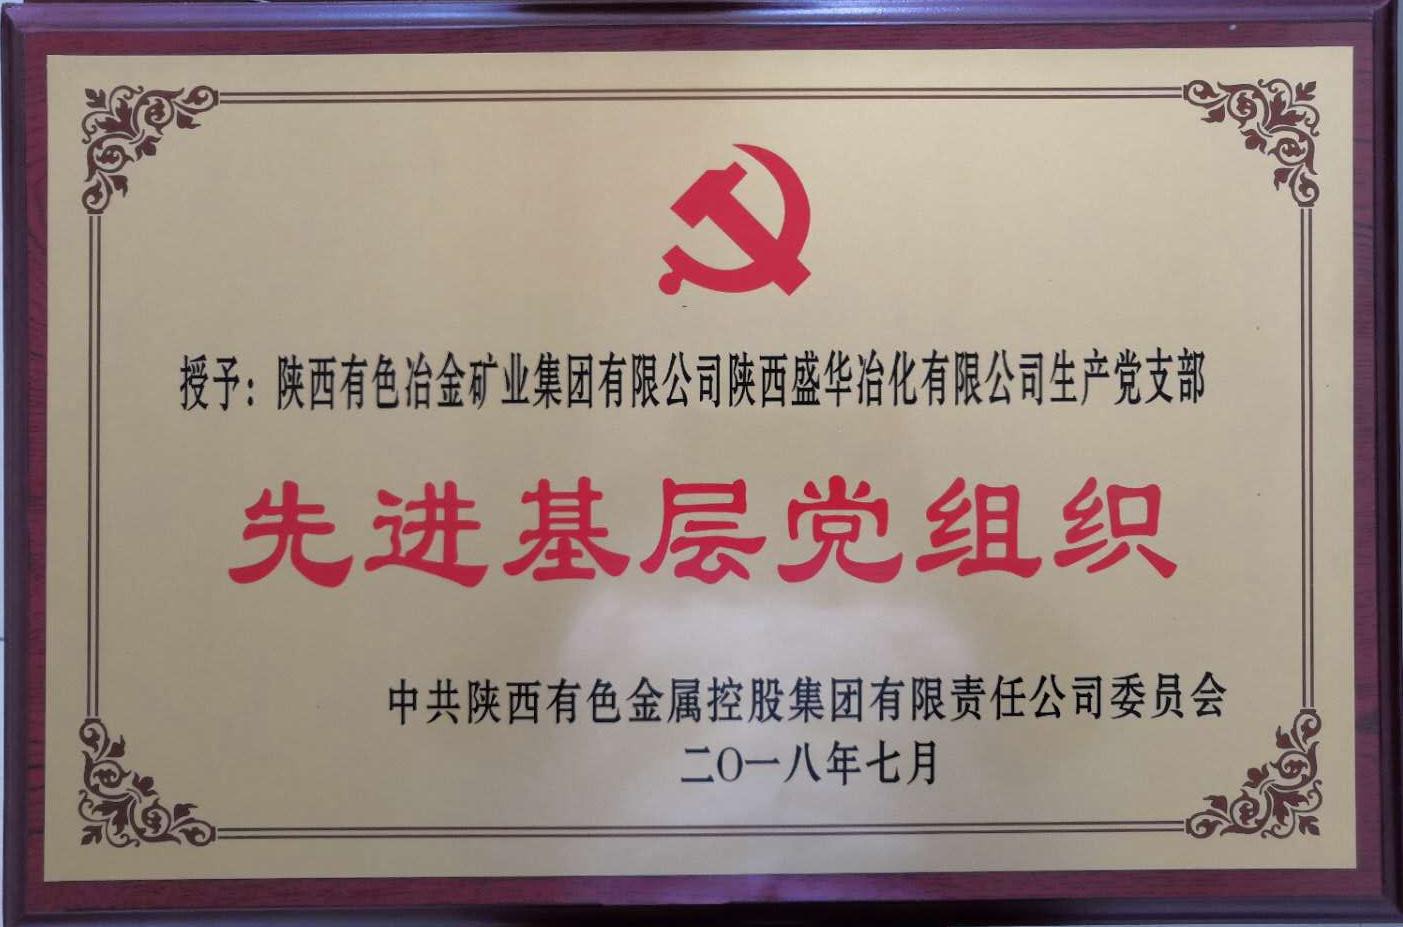 授予：陕西有色冶金矿业集团有限公司陕西盛华冶化有限公司生产党支部
先进基层党组织
中共陕西有色金属控股集团有限责任公司委员会
二〇一八年七月